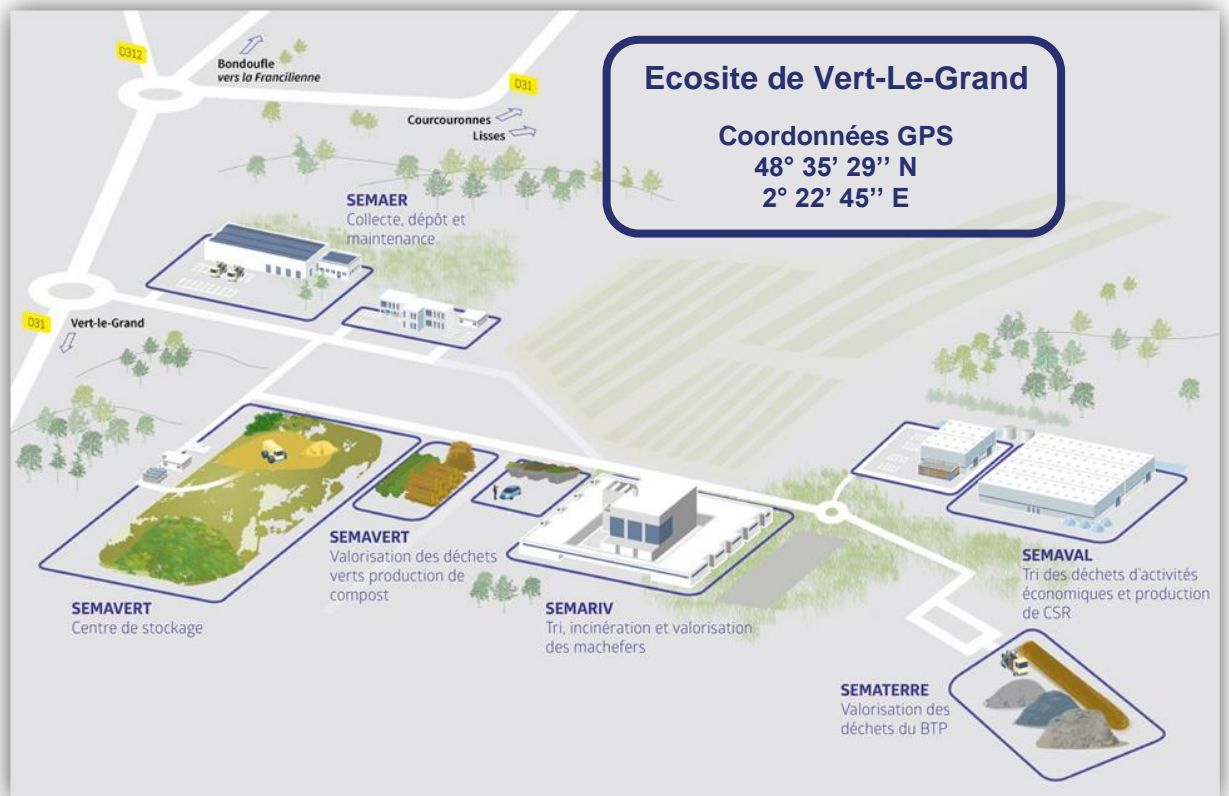 D312
Bondoufle
vers la Francilienne
D31
Courcouronnes
Lisses
Ecosite de Vert-Le-Grand
Coordonnées GPS
48° 35’ 29’’ N
2° 22’ 45’’ E
SEMAER
Collecte, dépôt et
maintenance
D31
Vert-le-Grand
SEMAVERT
Centre de stockage
SEMAVERT
Valorisation des déchets
verts production de
compost
SEMARIV
Tri, incinération et valorisation
des machefers
SEMAVAL
Tri des déchets d'activités
économiques et production
de CSR
SEMATERRE
Valorisation des
déchets du BTP